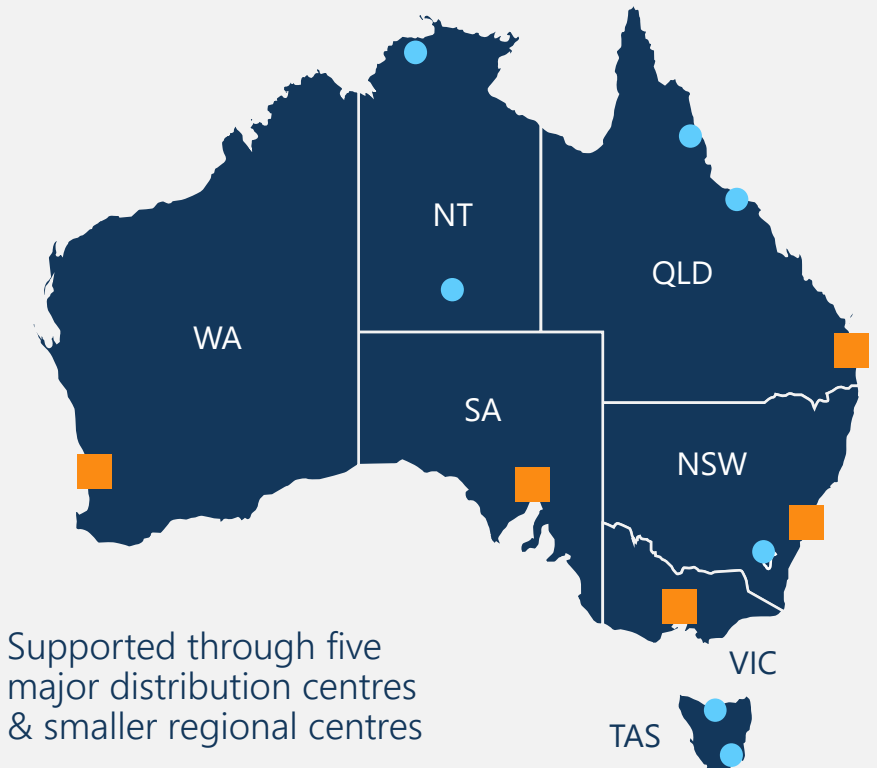 NT
QLD
WA
SA
NSW
Supported through five
major distribution centres
& smaller regional centres
VIC
TAS